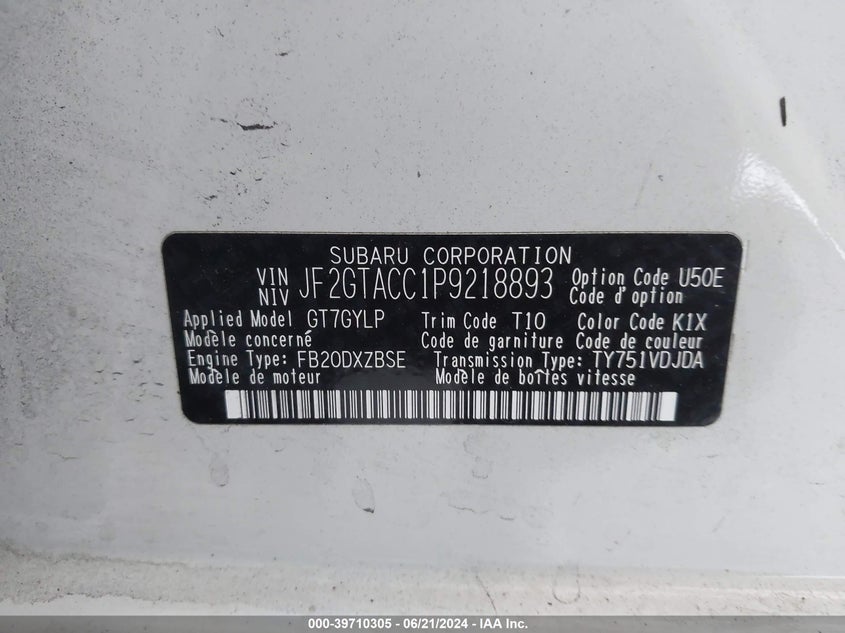 SUBARU CORPORATION
VIN NIV JF2GTACC1P9218893 Option Code U50E
Code d'option
Applied Model GT7GYLP Trim Code T10 Color Code K1X
Modèle concerné Code de garniture Code de couleur
Engine Type: FB20DXZBSE Transmission Type: TY751VDJDA
Modèle de moteur Modèle de boîtes vitesse
000-39710305 - 06/21/2024 - IAA Inc.